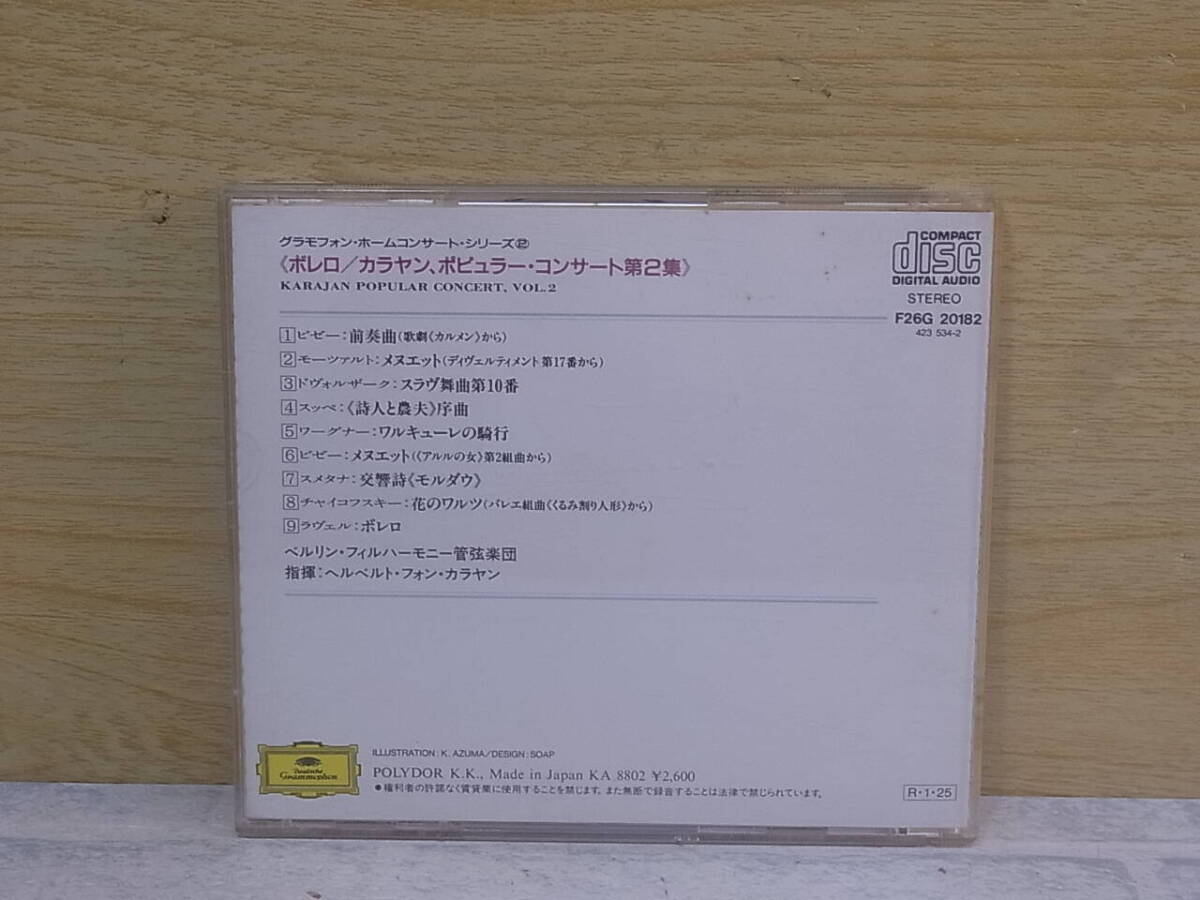 グラモフォン・ホームコンサート・シリーズ②
《ボレロ／カラヤン、ポピュラー・コンサート第2集》
KARAJAN POPULAR CONCERT, VOL.2
COMPACT
disc
DIGITAL AUDIO
STEREO
F26G 20182
423 534-2
1 ビゼー：前奏曲（歌劇《カルメン》から）
2 モーツァルト：メヌエット（ディヴェルティメント第17番から）
3 ドヴォルザーク：スラヴ舞曲第10番
4 スッペ：《詩人と農夫》序曲
5 ワーグナー：ワルキューレの騎行
6 ビゼー：メヌエット（《アルルの女》第2組曲から）
7 スメタナ：交響詩《モルダウ》
8 チャイコフスキー：花のワルツ（バレエ組曲《くるみ割り人形》から）
9 ラヴェル：ボレロ
ベルリン・フィルハーモニー管弦楽団
指揮：ヘルベルト・フォン・カラヤン
Deutsche
Grammophon
ILLUSTRATION : K. AZUMA/DESIGN : SOAP
POLYDOR K.K., Made in Japan KA 8802 ¥2,600
●権利者の許諾なく賃貸業に使用することを禁じます。また無断で録音することは法律で禁じられています。
R・1・25